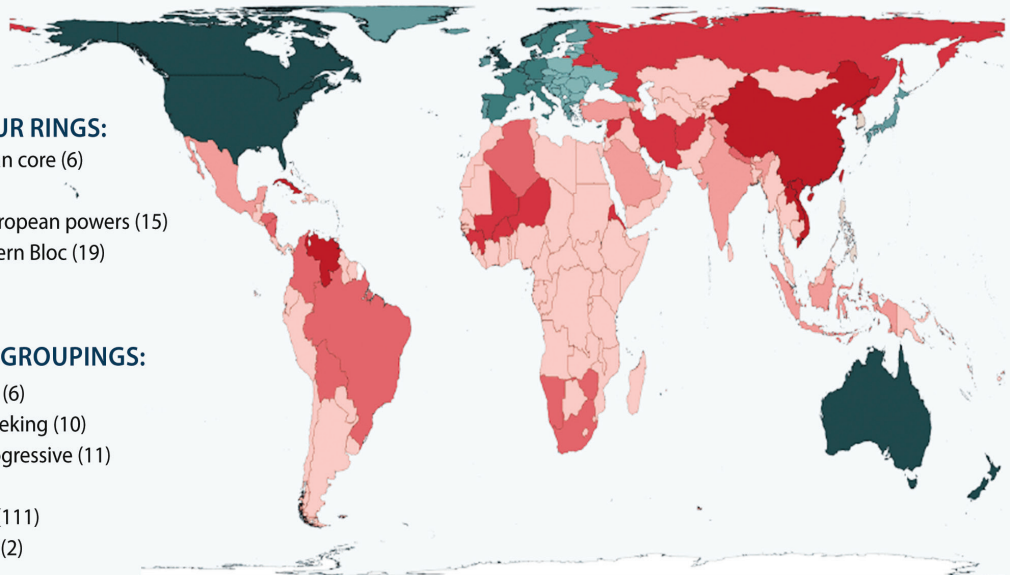 UR RINGS:
n core (6)
ropean powers (15)
ern Bloc (19)
GROUPINGS:
(6)
eking (10)
gressive (11)
(111)
(2)